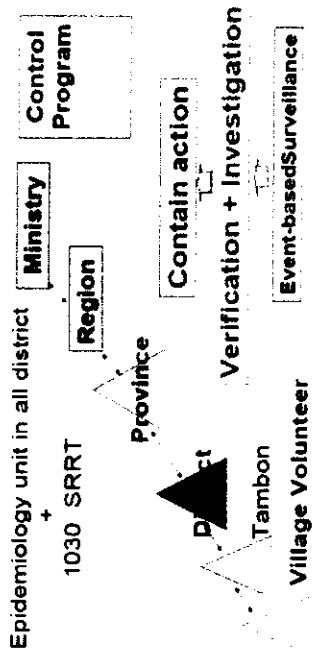 Epidemiology unit in all district
+
1030 SRRT
Ministry
Region
Province
Tambon
Village Volunteer
Control
Program
Contain action
Verification + Investigation
Event-basedSurveillance